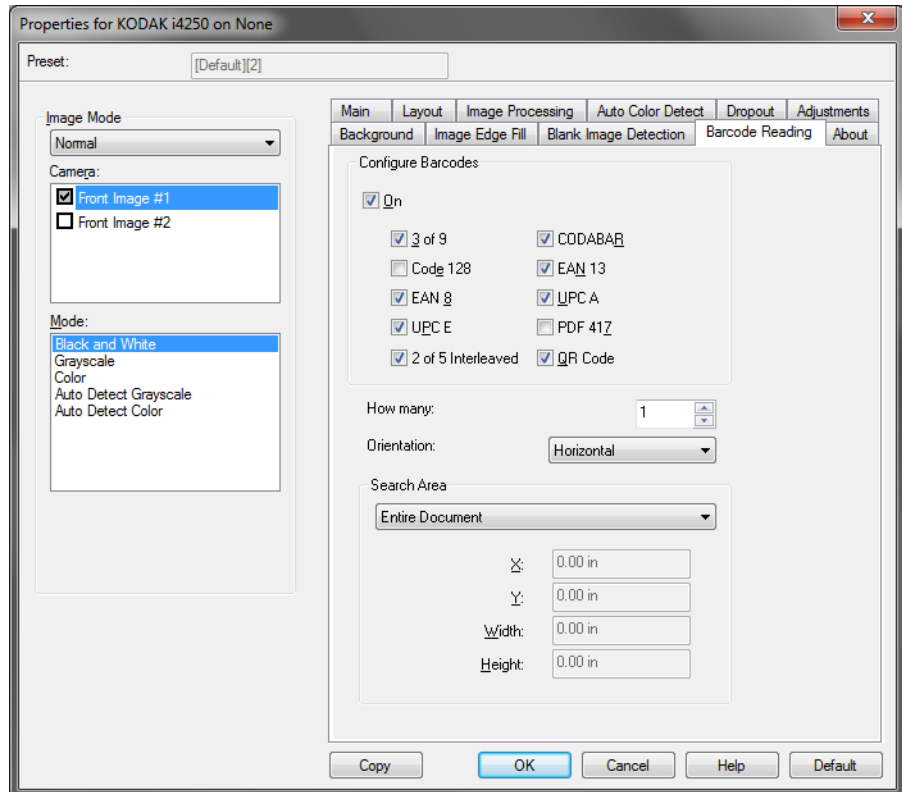 Properties for KODAK i4250 on None
Preset: [Default][2]
Image Mode
Normal
Camera:
Front Image #1
Front Image #2
Mode:
Black and White
Grayscale
Color
Auto Detect Grayscale
Auto Detect Color
Main Layout Image Processing Auto Color Detect Dropout Adjustments
Background Image Edge Fill Blank Image Detection Barcode Reading About
Configure Barcodes
On
3 of 9 CODABAR
Code 128 EAN 13
EAN 8 UPC A
UPC E PDF 417
2 of 5 Interleaved QR Code
How many: 1
Orientation: Horizontal
Search Area
Entire Document
X: 0.00 in
Y: 0.00 in
Width: 0.00 in
Height: 0.00 in
Copy OK Cancel Help Default